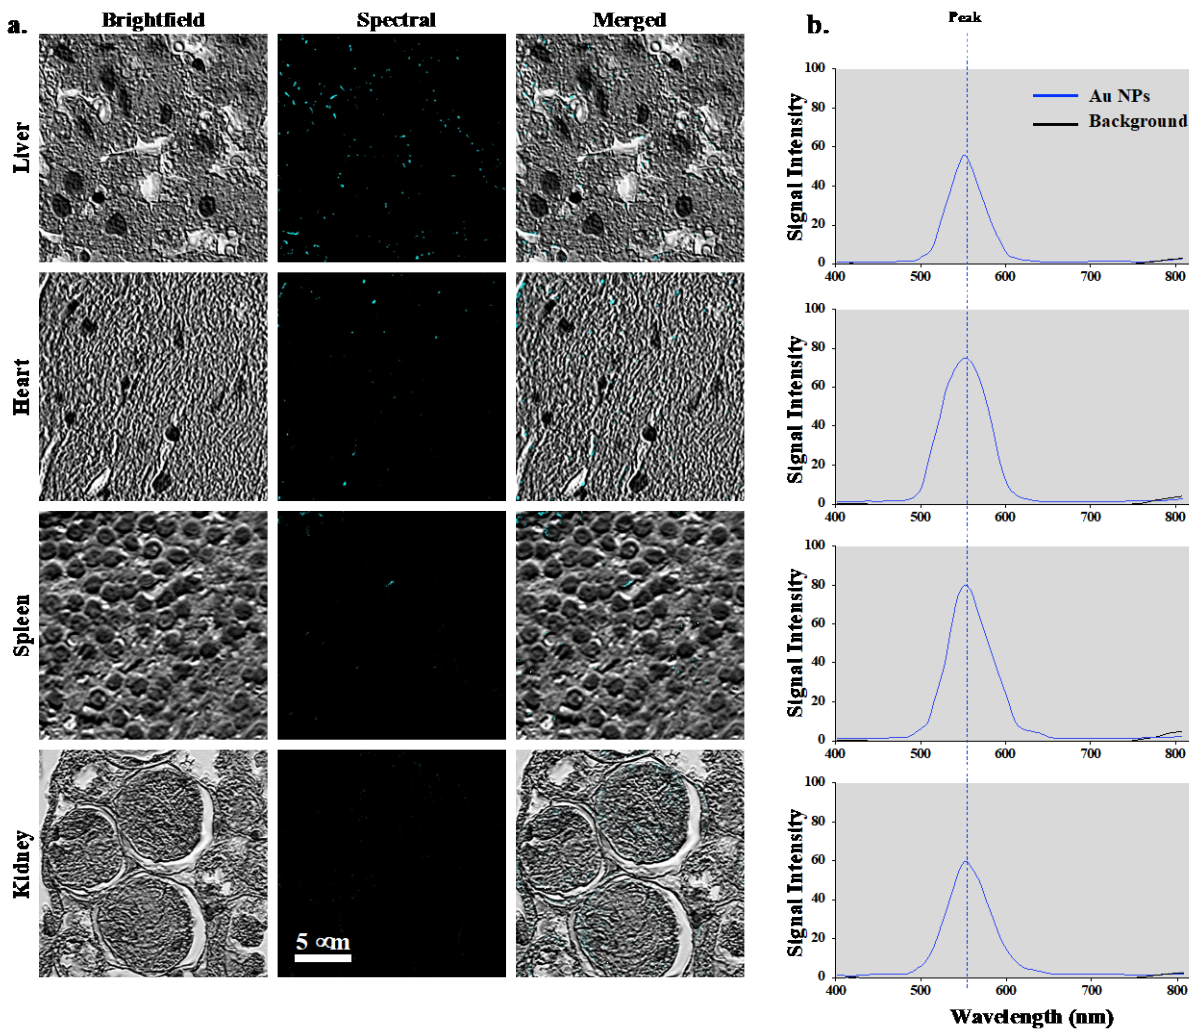 a.
Brightfield
Spectral
Merged
Liver
Heart
Spleen
Kidney
5 ∝m
b.
Peak
Au NPs
Background
Signal Intensity
100
80
60
40
20
0
400
500
600
700
800
Signal Intensity
100
80
60
40
20
0
400
500
600
700
800
Signal Intensity
100
80
60
40
20
0
400
500
600
700
800
Signal Intensity
100
80
60
40
20
0
400
500
600
700
800
Wavelength (nm)